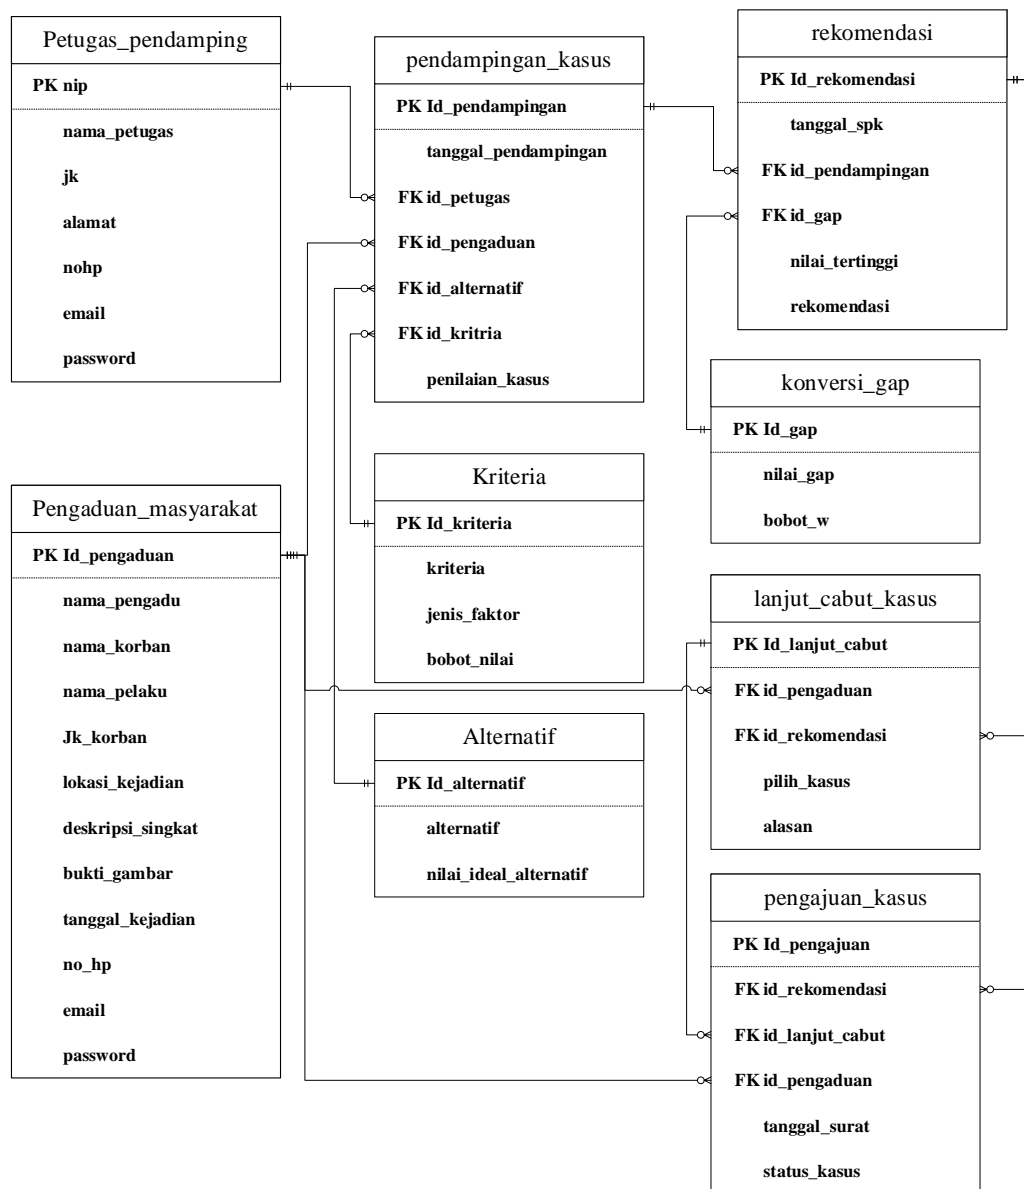 Petugas_pendamping
PK nip
nama_petugas
jk
alamat
nohp
email
password
Pengaduan_masyarakat
PK Id_pengaduan
nama_pengadu
nama_korban
nama_pelaku
Jk_korban
lokasi_kejadian
deskripsi_singkat
bukti_gambar
tanggal_kejadian
no_hp
email
password
pendampingan_kasus
PK Id_pendampingan
tanggal_pendampingan
FK id_petugas
FK id_pengaduan
FK id_alternatif
FK id_kritria
penilaian_kasus
Kriteria
PK Id_kriteria
kriteria
jenis_faktor
bobot_nilai
Alternatif
PK Id_alternatif
alternatif
nilai_ideal_alternatif
rekomendasi
PK Id_rekomendasi
tanggal_spk
FK id_pendampingan
FK id_gap
nilai_tertinggi
rekomendasi
konversi_gap
PK Id_gap
nilai_gap
bobot_w
lanjut_cabut_kasus
PK Id_lanjut_cabut
FK id_pengaduan
FK id_rekomendasi
pilih_kasus
alasan
pengajuan_kasus
PK Id_pengajuan
FK id_rekomendasi
FK id_lanjut_cabut
FK id_pengaduan
tanggal_surat
status_kasus